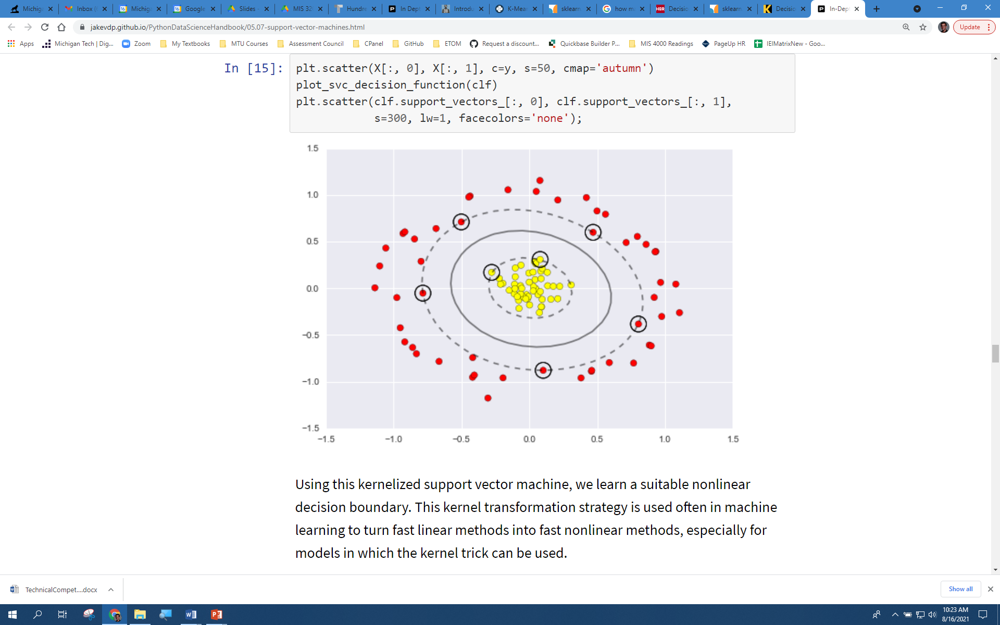 Michiga
Inbox (
Michiga
Google
Slides -
MIS 32
Hundre
In Dept
Introdu
K-Mean
sklearn.
how ma
Decisio
sklearn
Decisio
In-Dept
jakevdp.github.io/PythonDataScienceHandbook/05.07-support-vector-machines.html
Update
Apps
Michigan Tech | Dig...
Zoom
My Textbooks
MTU Courses
Assessment Council
CPanel
GitHub
ETOM
Request a discount...
Quickbase Builder P...
MIS 4000 Readings
PageUp HR
IEIMatrixNew - Goo...
In [15]:
plt.scatter(X[:, 0], X[:, 1], c=y, s=50, cmap='autumn')
plot_svc_decision_function(clf)
plt.scatter(clf.support_vectors_[:, 0], clf.support_vectors_[:, 1],
s=300, lw=1, facecolors='none');
1.5
1.0
0.5
0.0
−0.5
−1.0
−1.5
−1.5 −1.0 −0.5 0.0 0.5 1.0 1.5
Using this kernelized support vector machine, we learn a suitable nonlinear
decision boundary. This kernel transformation strategy is used often in machine
learning to turn fast linear methods into fast nonlinear methods, especially for
models in which the kernel trick can be used.
TechnicalCompet....docx
Show all
10:23 AM
8/16/2021